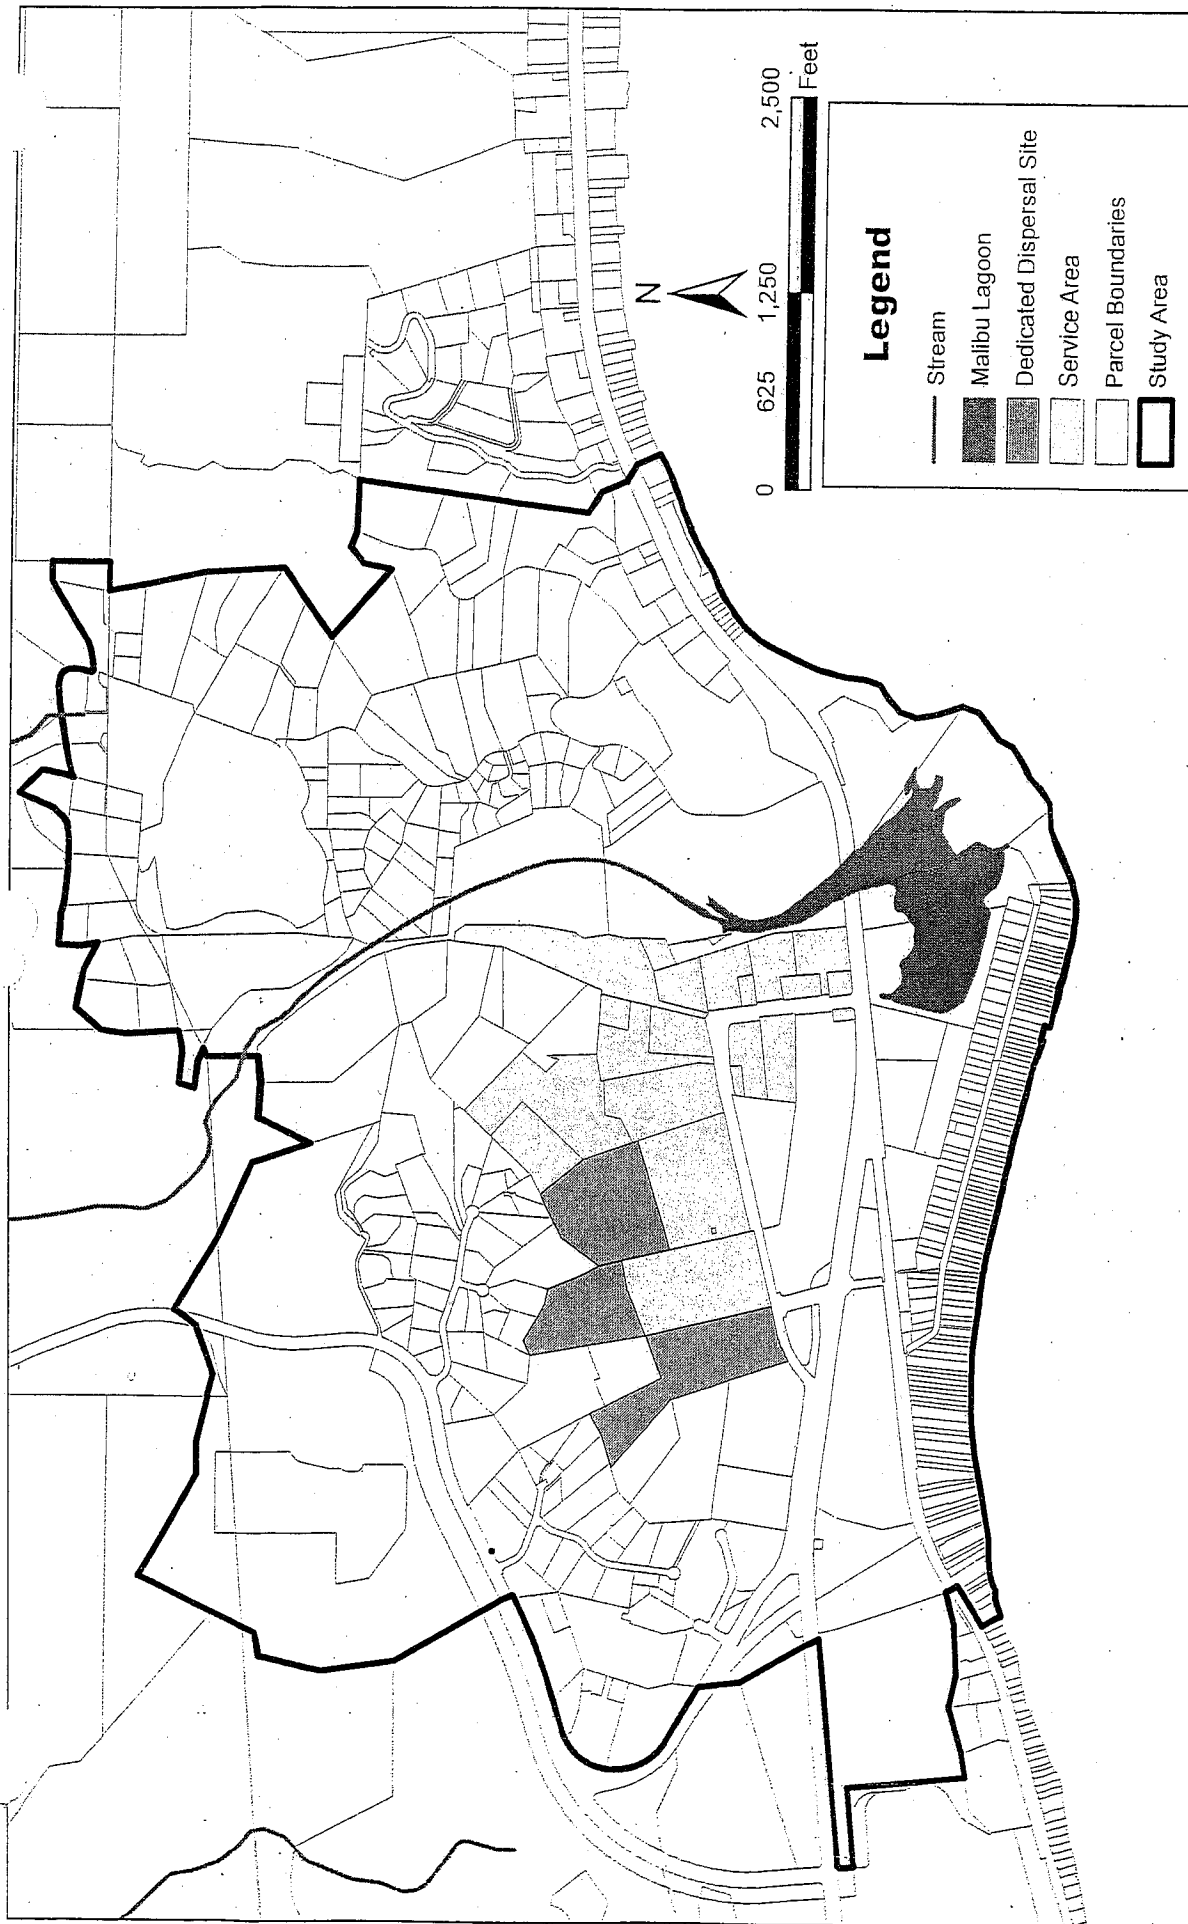 N
0 625 1,250 2,500
Feet
Legend
Stream
Malibu Lagoon
Dedicated Dispersal Site
Service Area
Parcel Boundaries
Study Area